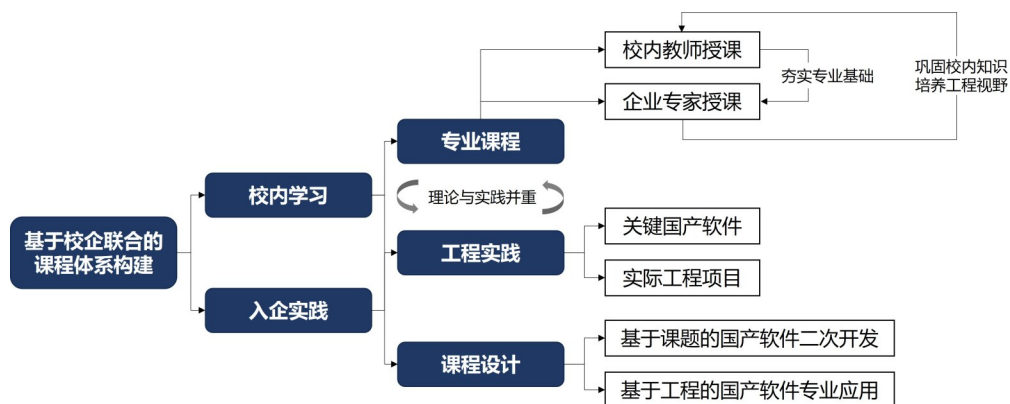 校内教师授课
夯实专业基础
巩固校内知识
培养工程视野
企业专家授课
专业课程
校内学习
理论与实践并重
基于校企联合的
课程体系构建
工程实践
关键国产软件
实际工程项目
入企实践
课程设计
基于课题的国产软件二次开发
基于工程的国产软件专业应用